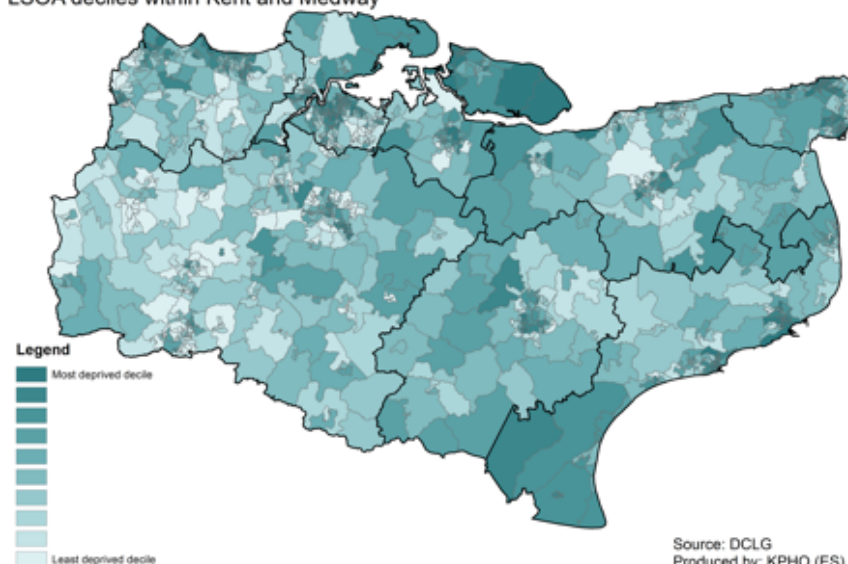 LSOA deciles within Kent and Medway
Legend
Most deprived decile
Least deprived decile
Source: DCLG
Produced by: KPHO (ES)